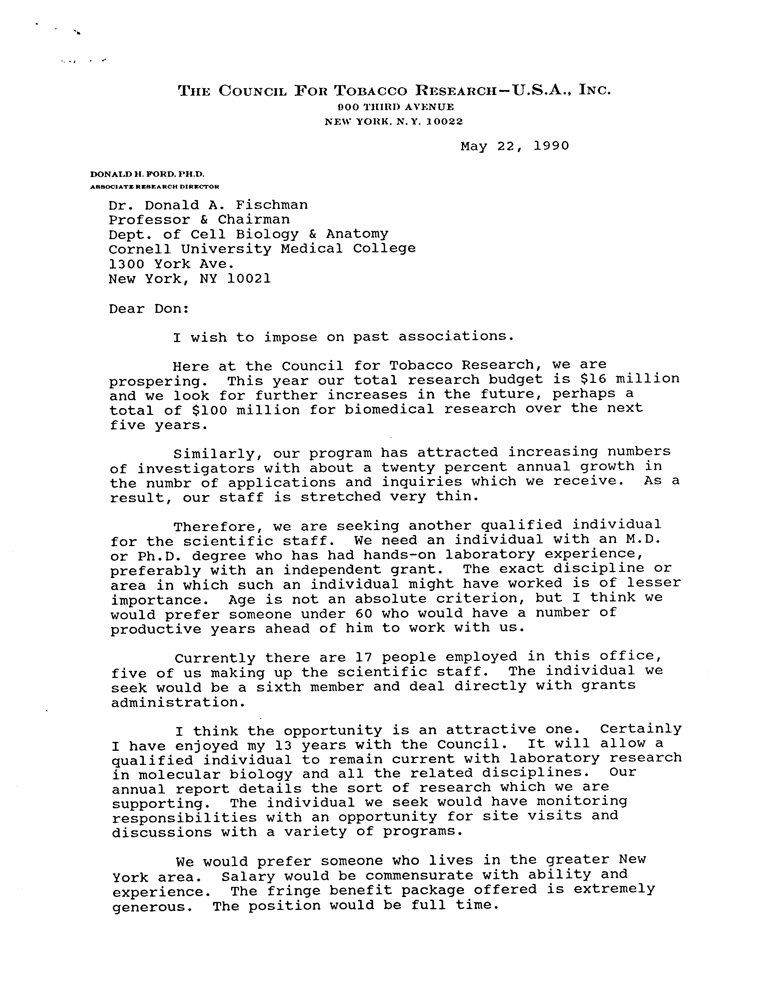 THE COUNCIL FOR TOBACCO RESEARCH—U.S.A., INC.
900 THIRD AVENUE
NEW YORK, N.Y. 10022
May 22, 1990
DONALD H. FORD, PH.D.
ASSOCIATE RESEARCH DIRECTOR
Dr. Donald A. Fischman
Professor & Chairman
Dept. of Cell Biology & Anatomy
Cornell University Medical College
1300 York Ave.
New York, NY 10021
Dear Don:
I wish to impose on past associations.
Here at the Council for Tobacco Research, we are
prospering. This year our total research budget is $16 million
and we look for further increases in the future, perhaps a
total of $100 million for biomedical research over the next
five years.
Similarly, our program has attracted increasing numbers
of investigators with about a twenty percent annual growth in
the numbr of applications and inquiries which we receive. As a
result, our staff is stretched very thin.
Therefore, we are seeking another qualified individual
for the scientific staff. We need an individual with an M.D.
or Ph.D. degree who has had hands-on laboratory experience,
preferably with an independent grant. The exact discipline or
area in which such an individual might have worked is of lesser
importance. Age is not an absolute criterion, but I think we
would prefer someone under 60 who would have a number of
productive years ahead of him to work with us.
Currently there are 17 people employed in this office,
five of us making up the scientific staff. The individual we
seek would be a sixth member and deal directly with grants
administration.
I think the opportunity is an attractive one. Certainly
I have enjoyed my 13 years with the Council. It will allow a
qualified individual to remain current with laboratory research
in molecular biology and all the related disciplines. Our
annual report details the sort of research which we are
supporting. The individual we seek would have monitoring
responsibilities with an opportunity for site visits and
discussions with a variety of programs.
We would prefer someone who lives in the greater New
York area. Salary would be commensurate with ability and
experience. The fringe benefit package offered is extremely
generous. The position would be full time.